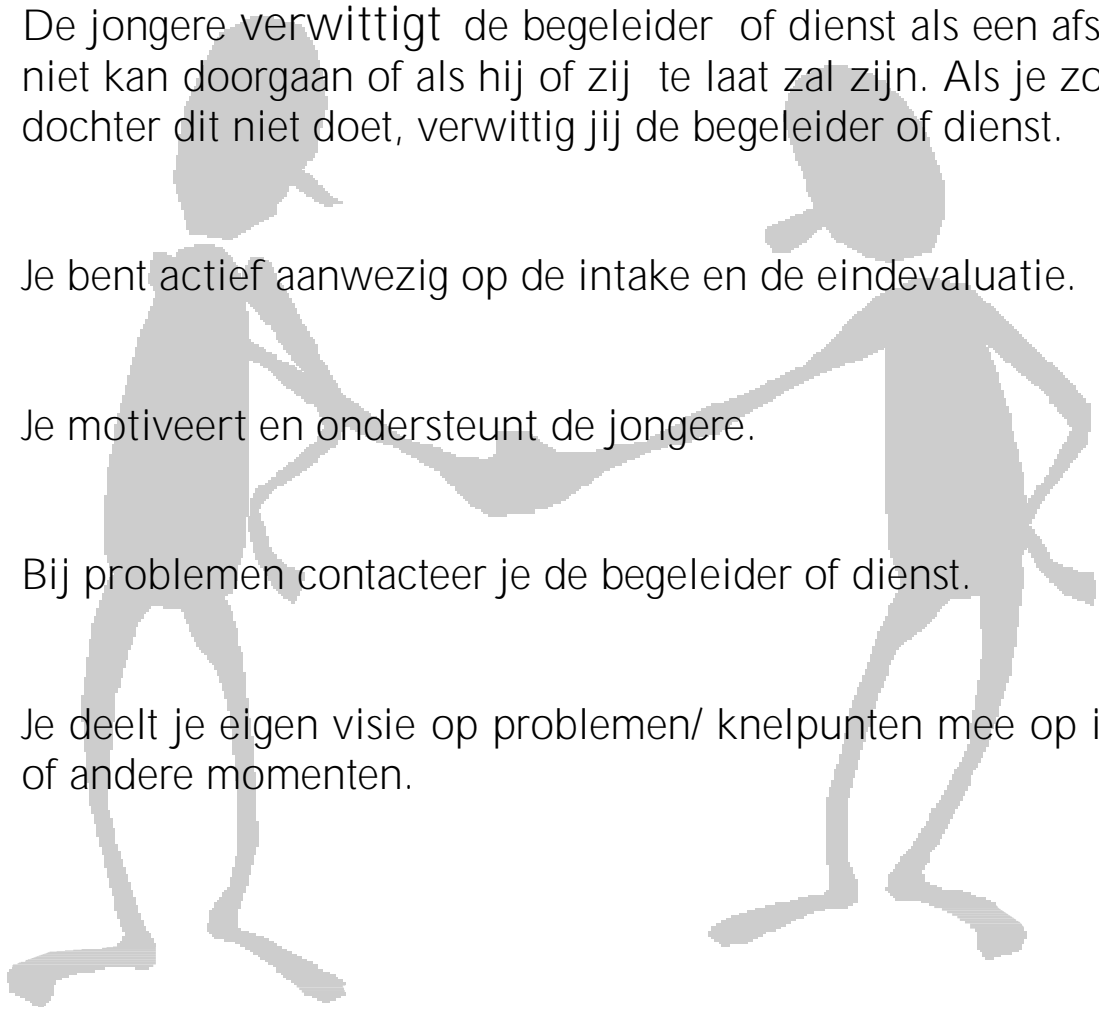 De jongere verwittigt de begeleider of dienst als een afs
niet kan doorgaan of als hij of zij te laat zal zijn. Als je zo
dochter dit niet doet, verwittig jij de begeleider of dienst.
Je bent actief aanwezig op de intake en de eindevaluatie.
Je motiveert en ondersteunt de jongere.
Bij problemen contacteer je de begeleider of dienst.
Je deelt je eigen visie op problemen/ knelpunten mee op i
of andere momenten.